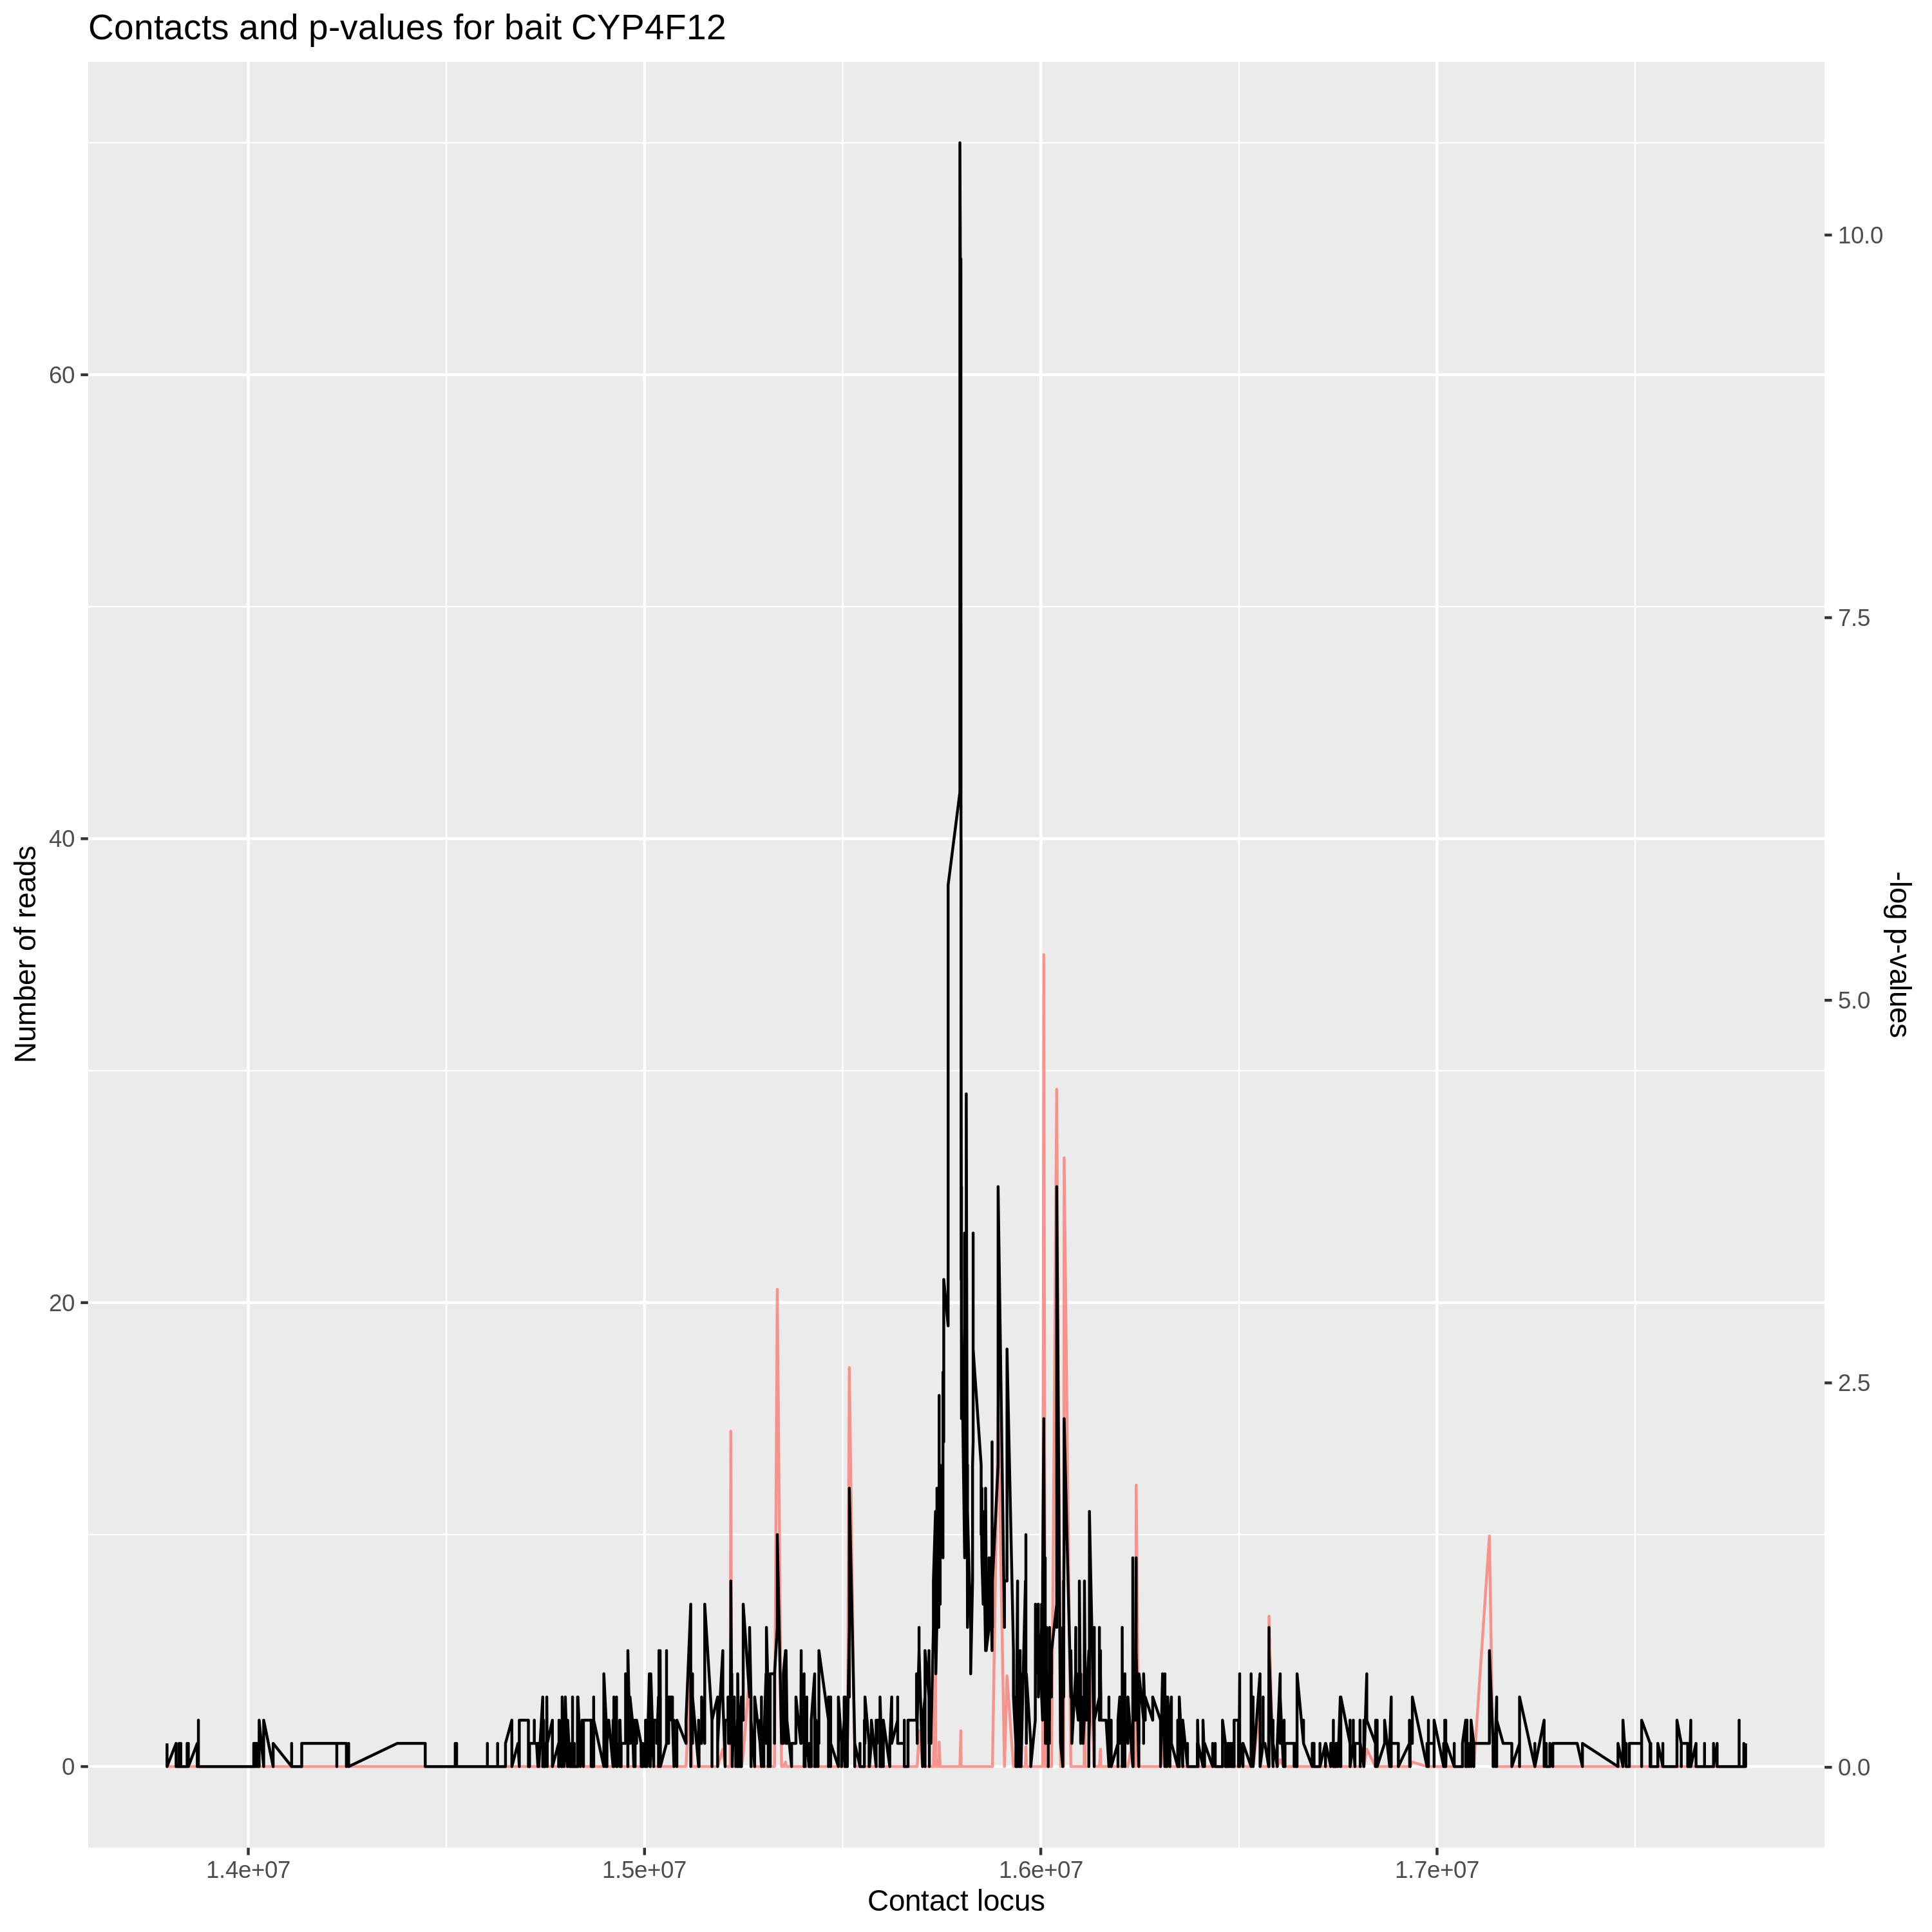 Contacts and p-values for bait CYP4F12
Number of reads
60
40
20
0
10.0
7.5
5.0
2.5
0.0
-log p-values
1.4e+07
1.5e+07
1.6e+07
1.7e+07
Contact locus